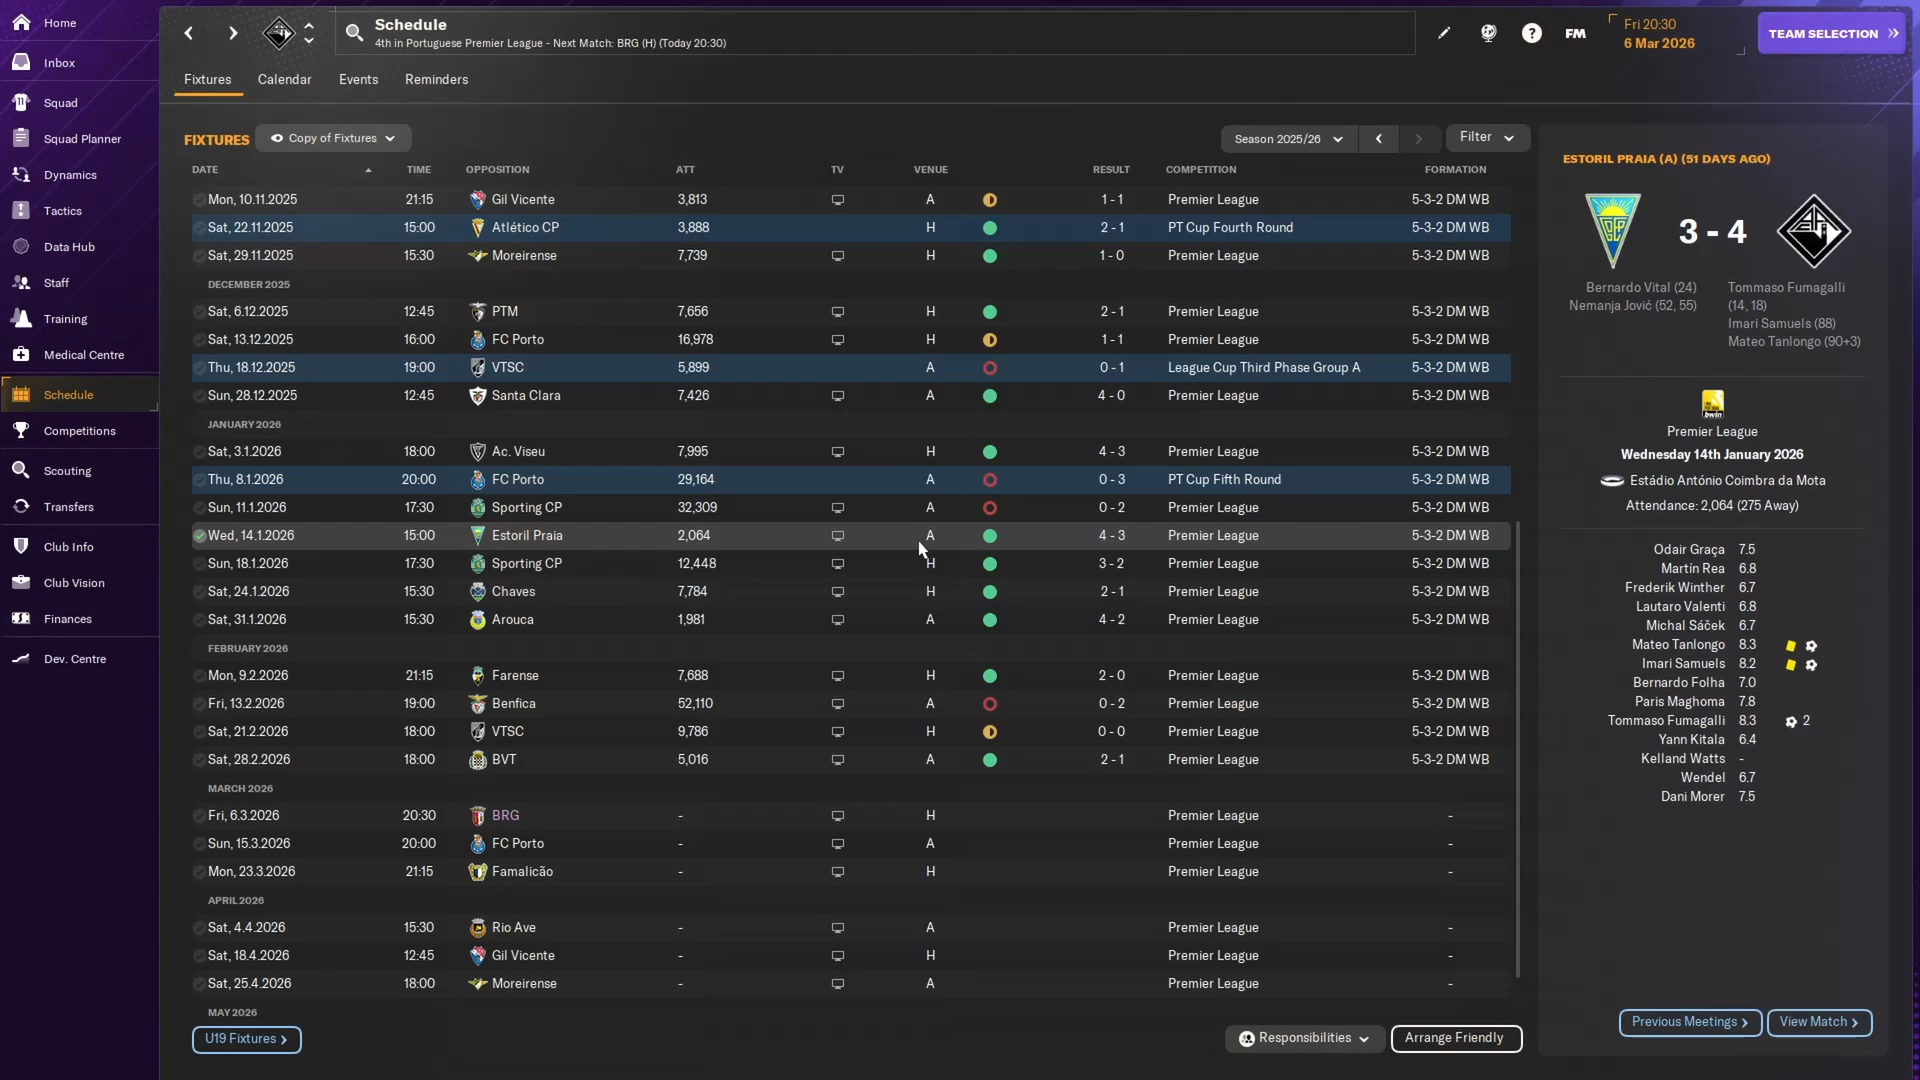 Home
Inbox
Squad
Squad Planner
Dynamics
Tactics
Data Hub
Staff
Training
Medical Centre
Schedule
Competitions
Scouting
Transfers
Club Info
Club Vision
Finances
Dev. Centre
Schedule
4th in Portuguese Premier League - Next Match: BRG (H) (Today 20:30)
FM
Fri 20:30
6 Mar 2026
TEAM SELECTION
Fixtures Calendar Events Reminders
FIXTURES Copy of Fixtures Season 2025/26 Filter
DATE TIME OPPOSITION ATT TV VENUE RESULT COMPETITION FORMATION
Mon, 10.11.2025 21:15 Gil Vicente 3,813 A 1 - 1 Premier League 5-3-2 DM WB
Sat, 22.11.2025 15:00 Atlético CP 3,888 H 2 - 1 PT Cup Fourth Round 5-3-2 DM WB
Sat, 29.11.2025 15:30 Moreirense 7,739 H 1 - 0 Premier League 5-3-2 DM WB
DECEMBER 2025
Sat, 6.12.2025 12:45 PTM 7,656 H 2 - 1 Premier League 5-3-2 DM WB
Sat, 13.12.2025 16:00 FC Porto 16,978 H 1 - 1 Premier League 5-3-2 DM WB
Thu, 18.12.2025 19:00 VTSC 5,899 A 0 - 1 League Cup Third Phase Group A 5-3-2 DM WB
Sun, 28.12.2025 12:45 Santa Clara 7,426 A 4 - 0 Premier League 5-3-2 DM WB
JANUARY 2026
Sat, 3.1.2026 18:00 Ac. Viseu 7,995 H 4 - 3 Premier League 5-3-2 DM WB
Thu, 8.1.2026 20:00 FC Porto 29,164 A 0 - 3 PT Cup Fifth Round 5-3-2 DM WB
Sun, 11.1.2026 17:30 Sporting CP 32,309 A 0 - 2 Premier League 5-3-2 DM WB
Wed, 14.1.2026 15:00 Estoril Praia 2,064 A 4 - 3 Premier League 5-3-2 DM WB
Sun, 18.1.2026 17:30 Sporting CP 12,448 H 3 - 2 Premier League 5-3-2 DM WB
Sat, 24.1.2026 15:30 Chaves 7,784 H 2 - 1 Premier League 5-3-2 DM WB
Sat, 31.1.2026 15:30 Arouca 1,981 A 4 - 2 Premier League 5-3-2 DM WB
FEBRUARY 2026
Mon, 9.2.2026 21:15 Farense 7,688 H 2 - 0 Premier League 5-3-2 DM WB
Fri, 13.2.2026 19:00 Benfica 52,110 A 0 - 2 Premier League 5-3-2 DM WB
Sat, 21.2.2026 18:00 VTSC 9,786 H 0 - 0 Premier League 5-3-2 DM WB
Sat, 28.2.2026 18:00 BVT 5,016 A 2 - 1 Premier League 5-3-2 DM WB
MARCH 2026
Fri, 6.3.2026 20:30 BRG - H Premier League -
Sun, 15.3.2026 20:00 FC Porto - A Premier League -
Mon, 23.3.2026 21:15 Famalicão - H Premier League -
APRIL 2026
Sat, 4.4.2026 15:30 Rio Ave - A Premier League -
Sat, 18.4.2026 12:45 Gil Vicente - H Premier League -
Sat, 25.4.2026 18:00 Moreirense - A Premier League -
MAY 2026
U19 Fixtures Responsibilities Arrange Friendly
ESTORIL PRAIA (A) (51 DAYS AGO)
3 - 4
Bernardo Vital (24)
Nemanja Jović (52, 55)
Tommaso Fumagalli
(14, 18)
Imari Samuels (88)
Mateo Tanlongo (90+3)
bwin
Premier League
Wednesday 14th January 2026
Estádio António Coimbra da Mota
Attendance: 2,064 (275 Away)
Odair Graça 7.5
Martín Rea 6.8
Frederik Winther 6.7
Lautaro Valenti 6.8
Michal Sáček 6.7
Mateo Tanlongo 8.3
Imari Samuels 8.2
Bernardo Folha 7.0
Paris Maghoma 7.8
Tommaso Fumagalli 8.3 2
Yann Kitala 6.4
Kelland Watts -
Wendel 6.7
Dani Morer 7.5
Previous Meetings View Match